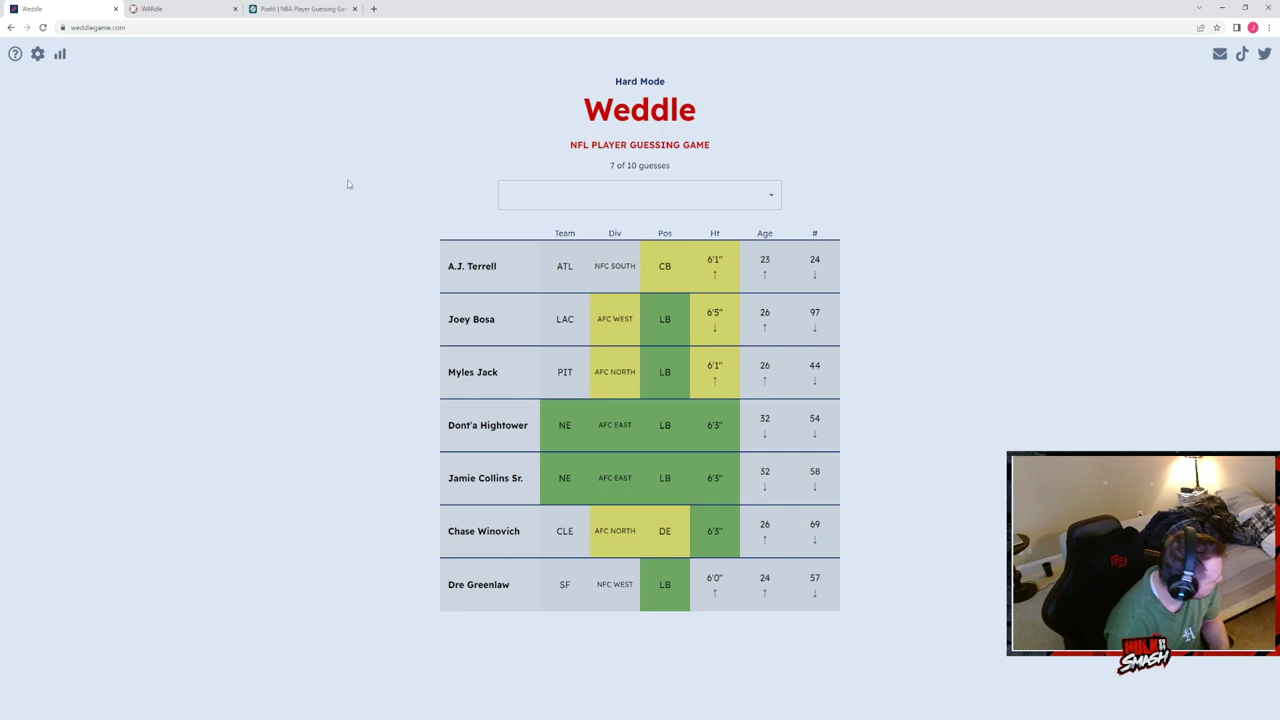 Weddle
WARdle
Poeltl | NBA Player Guessing Ga
weddlegame.com
J
Hard Mode
Weddle
NFL PLAYER GUESSING GAME
7 of 10 guesses
Team Div Pos Ht Age #
A.J. Terrell ATL NFC SOUTH CB 6'1" ↑ 23 ↑ 24 ↓
Joey Bosa LAC AFC WEST LB 6'5" ↓ 26 ↑ 97 ↓
Myles Jack PIT AFC NORTH LB 6'1" ↑ 26 ↑ 44 ↓
Dont'a Hightower NE AFC EAST LB 6'3" 32 ↓ 54 ↓
Jamie Collins Sr. NE AFC EAST LB 6'3" 32 ↓ 58 ↓
Chase Winovich CLE AFC NORTH DE 6'3" 26 ↑ 69 ↓
Dre Greenlaw SF NFC WEST LB 6'0" ↑ 24 ↑ 57 ↓
HULK
SMASH